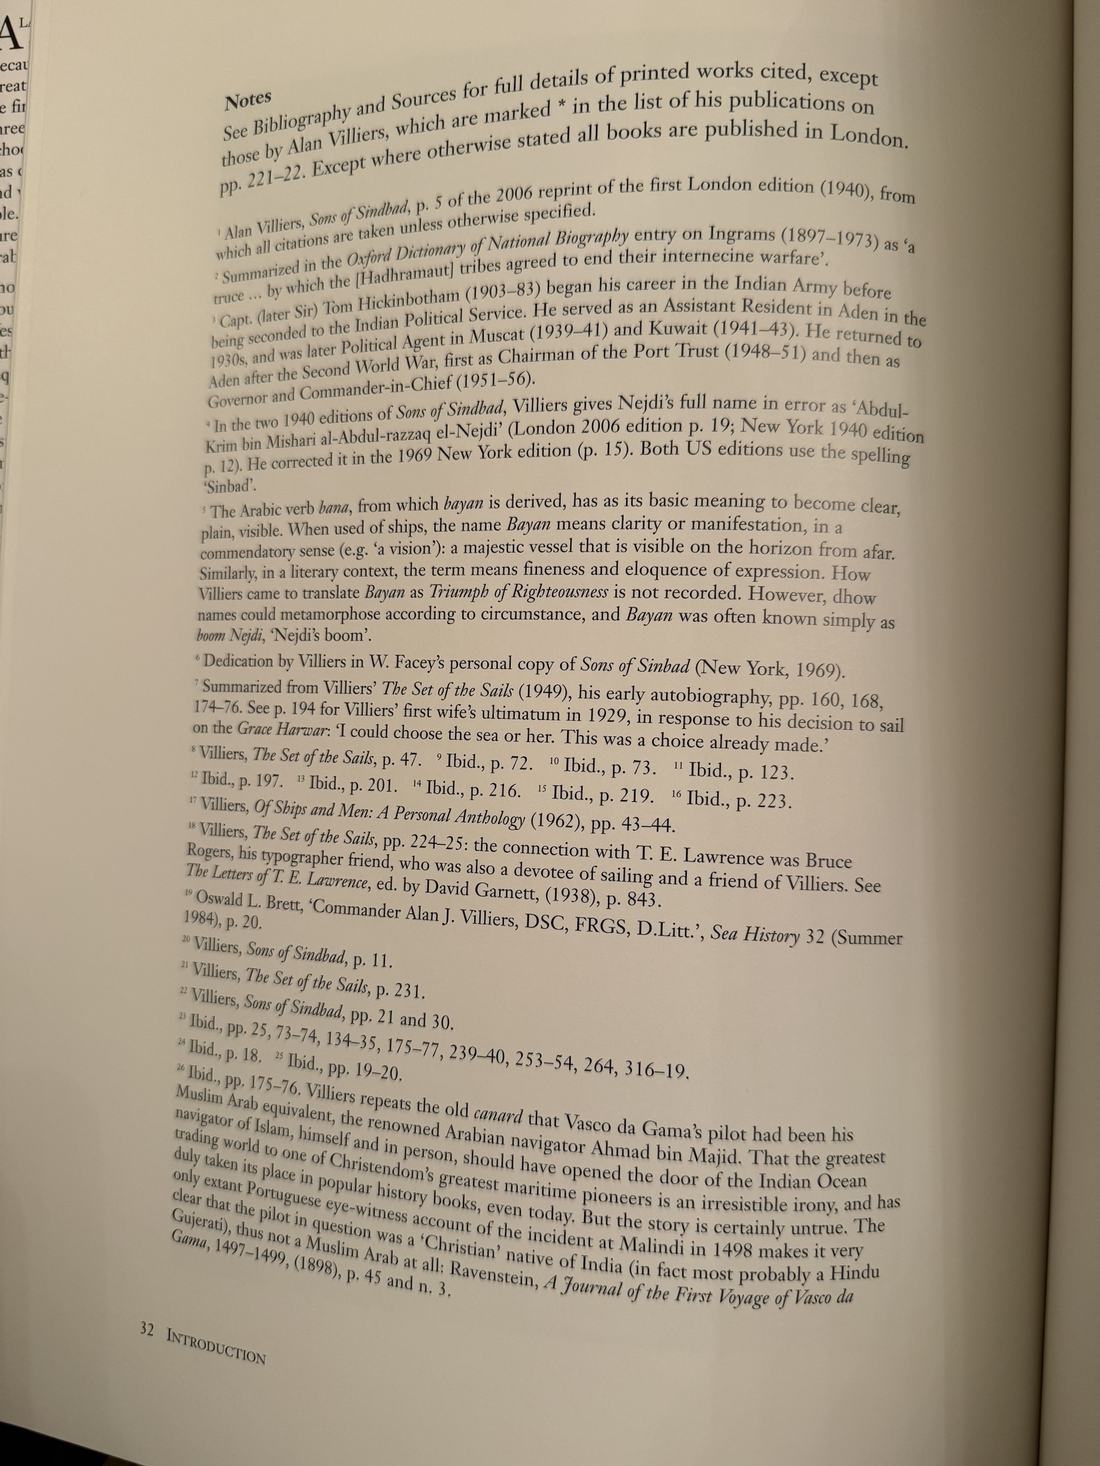 Notes
See Bibliography and Sources for full details of printed works cited, except
those by Alan Villiers, which are marked * in the list of his publications on
pp. 221–22. Except where otherwise stated all books are published in London.
¹ Alan Villiers, Sons of Sindbad, p. 5 of the 2006 reprint of the first London edition (1940), from
which all citations are taken unless otherwise specified.
² Summarized in the Oxford Dictionary of National Biography entry on Ingrams (1897–1973) as ‘a
truce ... by which the [Hadhramaut] tribes agreed to end their internecine warfare’.
³ Capt. (later Sir) Tom Hickinbotham (1903–83) began his career in the Indian Army before
being seconded to the Indian Political Service. He served as an Assistant Resident in Aden in the
1930s, and was later Political Agent in Muscat (1939–41) and Kuwait (1941–43). He returned to
Aden after the Second World War, first as Chairman of the Port Trust (1948–51) and then as
Governor and Commander-in-Chief (1951–56).
⁴ In the two 1940 editions of Sons of Sindbad, Villiers gives Nejdi’s full name in error as ‘Abdul-
Krim bin Mishari al-Abdul-razzaq el-Nejdi’ (London 2006 edition p. 19; New York 1940 edition
p. 12). He corrected it in the 1969 New York edition (p. 15). Both US editions use the spelling
‘Sinbad’.
⁵ The Arabic verb bana, from which bayan is derived, has as its basic meaning to become clear,
plain, visible. When used of ships, the name Bayan means clarity or manifestation, in a
commendatory sense (e.g. ‘a vision’): a majestic vessel that is visible on the horizon from afar.
Similarly, in a literary context, the term means fineness and eloquence of expression. How
Villiers came to translate Bayan as Triumph of Righteousness is not recorded. However, dhow
names could metamorphose according to circumstance, and Bayan was often known simply as
boom Nejdi, ‘Nejdi’s boom’.
⁶ Dedication by Villiers in W. Facey’s personal copy of Sons of Sinbad (New York, 1969).
⁷ Summarized from Villiers’ The Set of the Sails (1949), his early autobiography, pp. 160, 168,
174–76. See p. 194 for Villiers’ first wife’s ultimatum in 1929, in response to his decision to sail
on the Grace Harwar: ‘I could choose the sea or her. This was a choice already made.’
⁸ Villiers, The Set of the Sails, p. 47. ⁹ Ibid., p. 72. ¹⁰ Ibid., p. 73. ¹¹ Ibid., p. 123.
¹² Ibid., p. 197. ¹³ Ibid., p. 201. ¹⁴ Ibid., p. 216. ¹⁵ Ibid., p. 219. ¹⁶ Ibid., p. 223.
¹⁷ Villiers, Of Ships and Men: A Personal Anthology (1962), pp. 43–44.
¹⁸ Villiers, The Set of the Sails, pp. 224–25: the connection with T. E. Lawrence was Bruce
Rogers, his typographer friend, who was also a devotee of sailing and a friend of Villiers. See
The Letters of T. E. Lawrence, ed. by David Garnett, (1938), p. 843.
¹⁹ Oswald L. Brett, ‘Commander Alan J. Villiers, DSC, FRGS, D.Litt.’, Sea History 32 (Summer
1984), p. 20.
²⁰ Villiers, Sons of Sindbad, p. 11.
²¹ Villiers, The Set of the Sails, p. 231.
²² Villiers, Sons of Sindbad, pp. 21 and 30.
²³ Ibid., pp. 25, 73–74, 134–35, 175–77, 239–40, 253–54, 264, 316–19.
²⁴ Ibid., p. 18. ²⁵ Ibid., pp. 19–20.
²⁶ Ibid., pp. 175–76. Villiers repeats the old canard that Vasco da Gama’s pilot had been his
Muslim Arab equivalent, the renowned Arabian navigator Ahmad bin Majid. That the greatest
navigator of Islam, himself and in person, should have opened the door of the Indian Ocean
trading world to one of Christendom’s greatest maritime pioneers is an irresistible irony, and has
duly taken its place in popular history books, even today. But the story is certainly untrue. The
only extant Portuguese eye-witness account of the incident at Malindi in 1498 makes it very
clear that the pilot in question was a ‘Christian’ native of India (in fact most probably a Hindu
Gujerati), thus not a Muslim Arab at all: Ravenstein, A Journal of the First Voyage of Vasco da
Gama, 1497–1499, (1898), p. 45 and n. 3.
32 INTRODUCTION